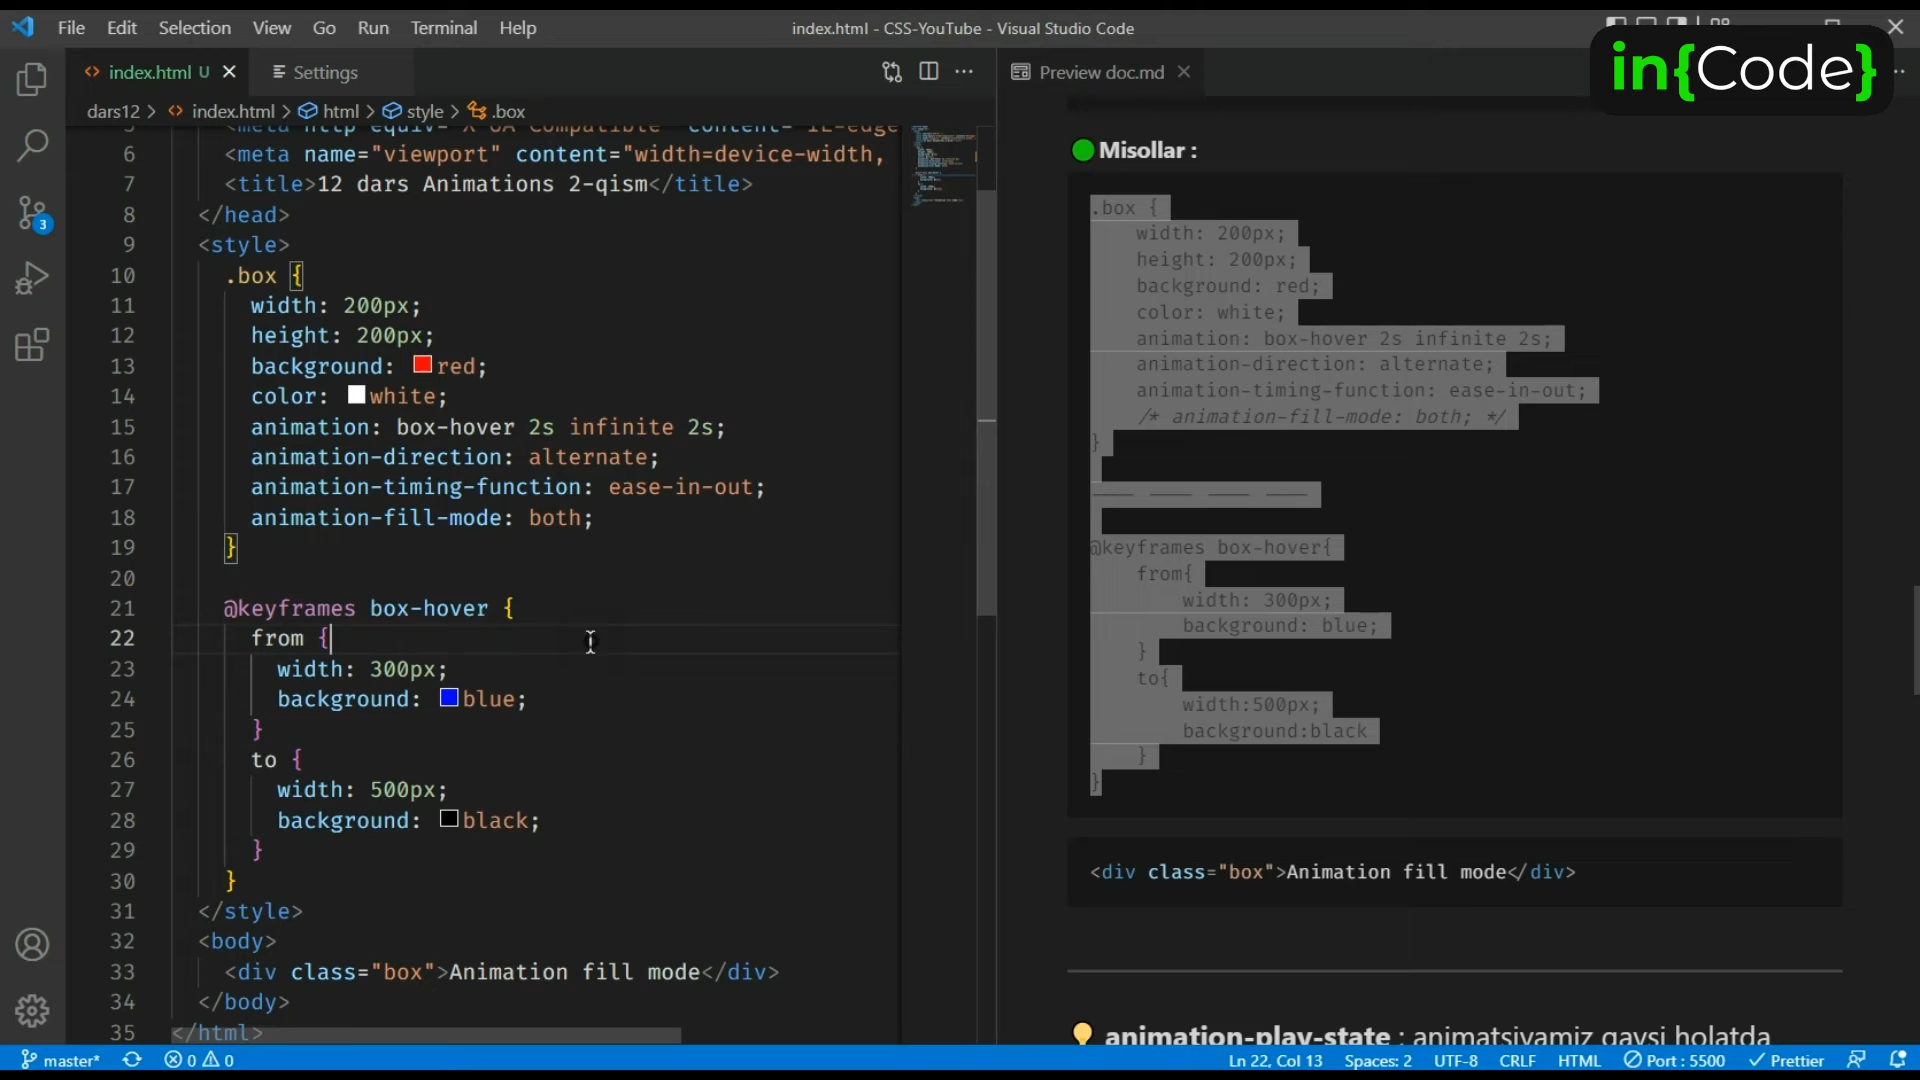 File Edit Selection View Go Run Terminal Help
index.html - CSS-YouTube - Visual Studio Code
in{Code}
index.html U
Settings
Preview doc.md
dars12 > index.html > html > style > .box
6 <meta name="viewport" content="width=device-width,
7 <title>12 dars Animations 2-qism</title>
8 </head>
9 <style>
10 .box {
11 width: 200px;
12 height: 200px;
13 background: red;
14 color: white;
15 animation: box-hover 2s infinite 2s;
16 animation-direction: alternate;
17 animation-timing-function: ease-in-out;
18 animation-fill-mode: both;
19 }
20
21 @keyframes box-hover {
22 from {
23 width: 300px;
24 background: blue;
25 }
26 to {
27 width: 500px;
28 background: black;
29 }
30 }
31 </style>
32 <body>
33 <div class="box">Animation fill mode</div>
34 </body>
35 </html>
Misollar :
.box {
width: 200px;
height: 200px;
background: red;
color: white;
animation: box-hover 2s infinite 2s;
animation-direction: alternate;
animation-timing-function: ease-in-out;
/* animation-fill-mode: both; */
}
@keyframes box-hover{
from{
width: 300px;
background: blue;
}
to{
width:500px;
background:black
}
}
<div class="box">Animation fill mode</div>
animation-play-state : animatsiyamiz qaysi holatda
3
master* 0 0
Ln 22, Col 13 Spaces: 2 UTF-8 CRLF HTML Port : 5500 Prettier